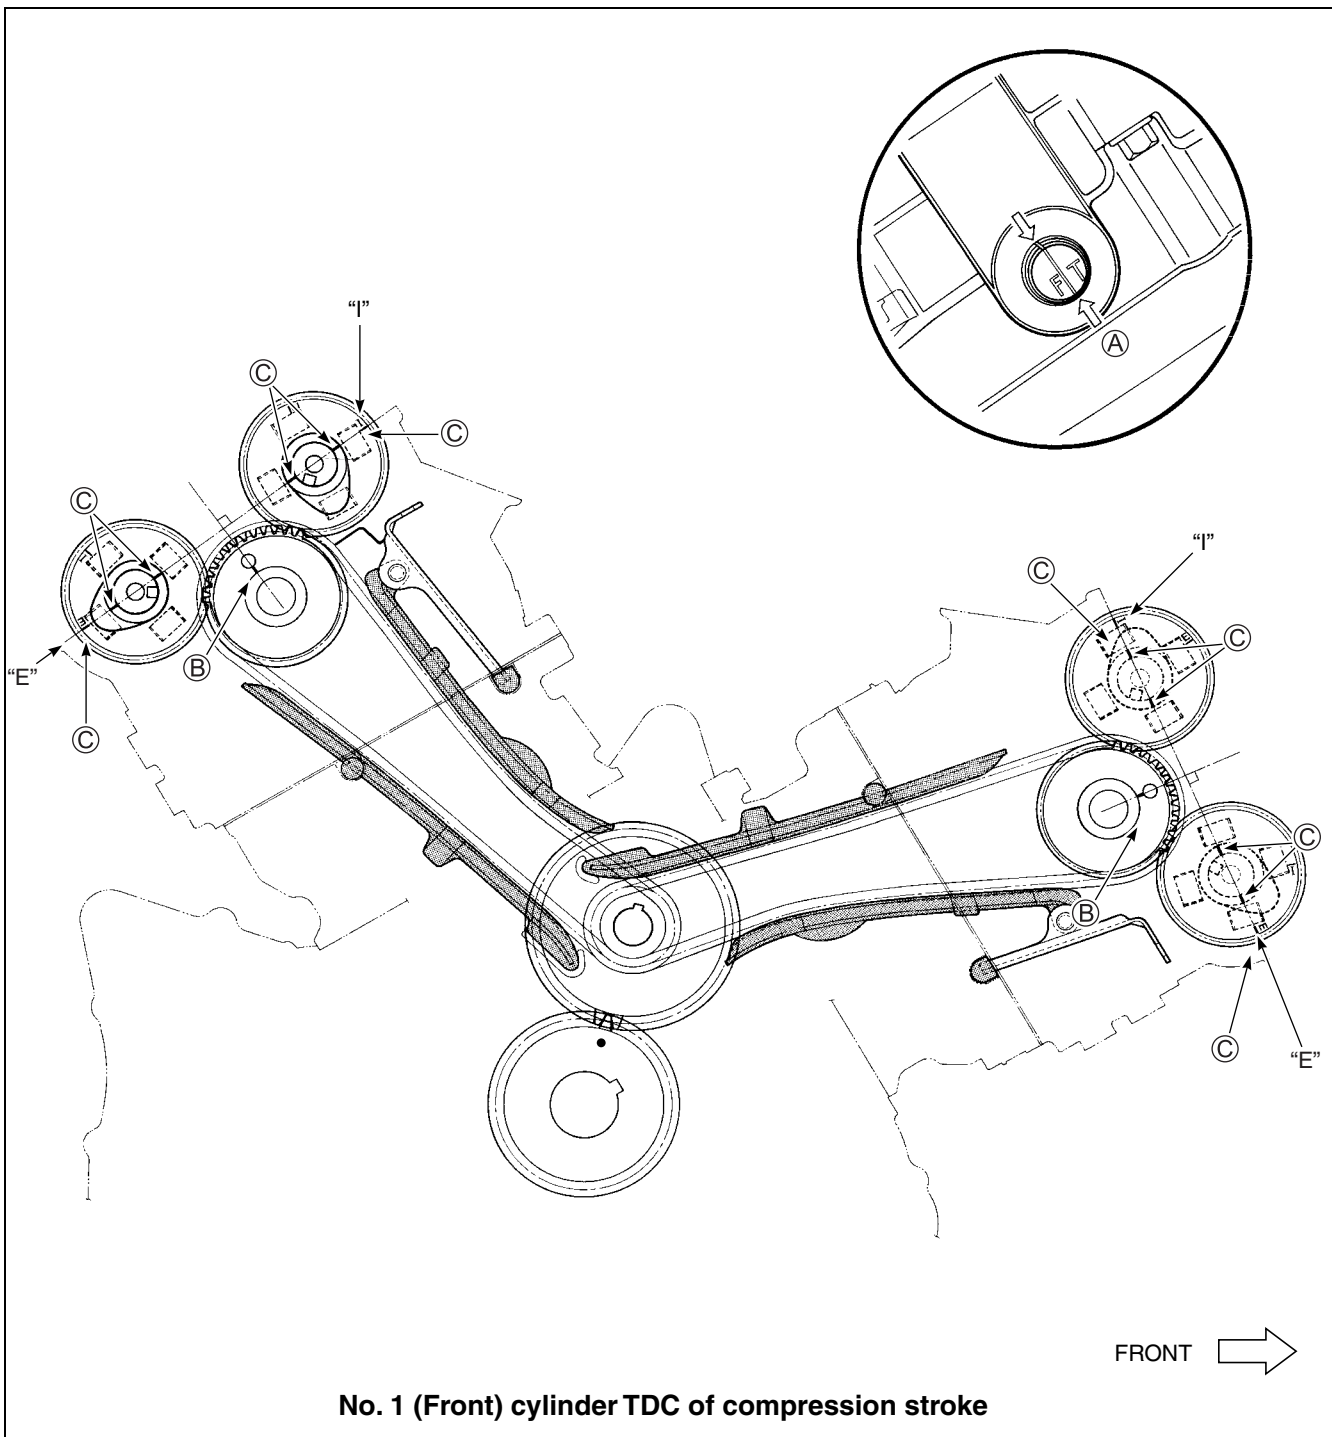 F T
Ⓐ
“I”
Ⓒ
Ⓒ
Ⓒ
“E”
Ⓑ
Ⓒ
“I”
Ⓒ
Ⓒ
Ⓒ
Ⓑ
Ⓒ
“E”
FRONT
No. 1 (Front) cylinder TDC of compression stroke